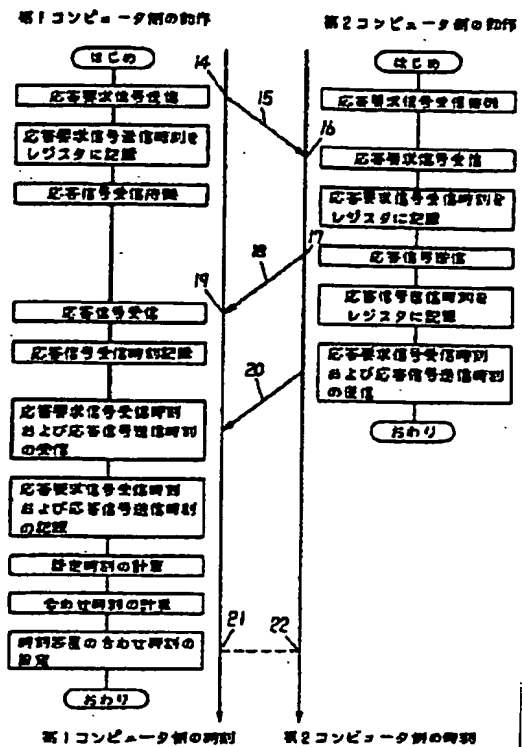 第1コンピュータ側の動作
はじめ
応答要求信号送信
応答要求信号送信時刻を
レジスタに記録
応答信号受信待機
応答信号受信
応答信号受信時刻記録
応答要求信号受信時刻
および応答信号送信時刻
の受信
応答要求信号受信時刻
および応答信号送信時刻
の記録
推定時刻の計算
合わせ時刻の計算
時刻装置の合わせ時刻の
設定
おわり
第1コンピュータ側の時刻
14
15
16
17
18
19
20
21
22
第2コンピュータ側の動作
はじめ
応答要求信号受信待機
応答要求信号受信
応答要求信号受信時刻を
レジスタに記録
応答信号送信
応答信号送信時刻を
レジスタに記録
応答要求信号受信時刻
および応答信号送信時刻
の送信
おわり
第2コンピュータ側の時刻